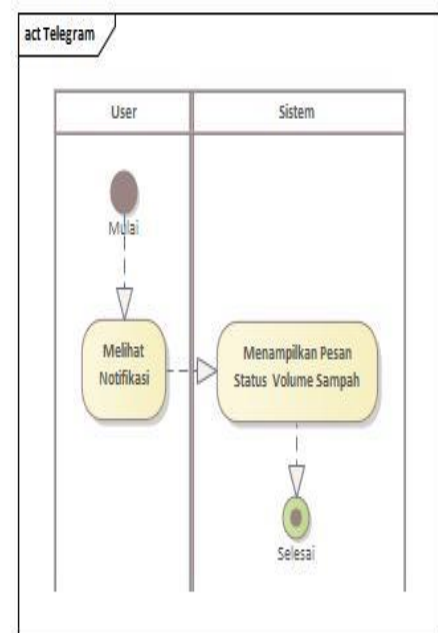 act Telegram
User
Sistem
Mulai
Melihat
Notifikasi
Menampilkan Pesan
Status Volume Sampah
Selesai